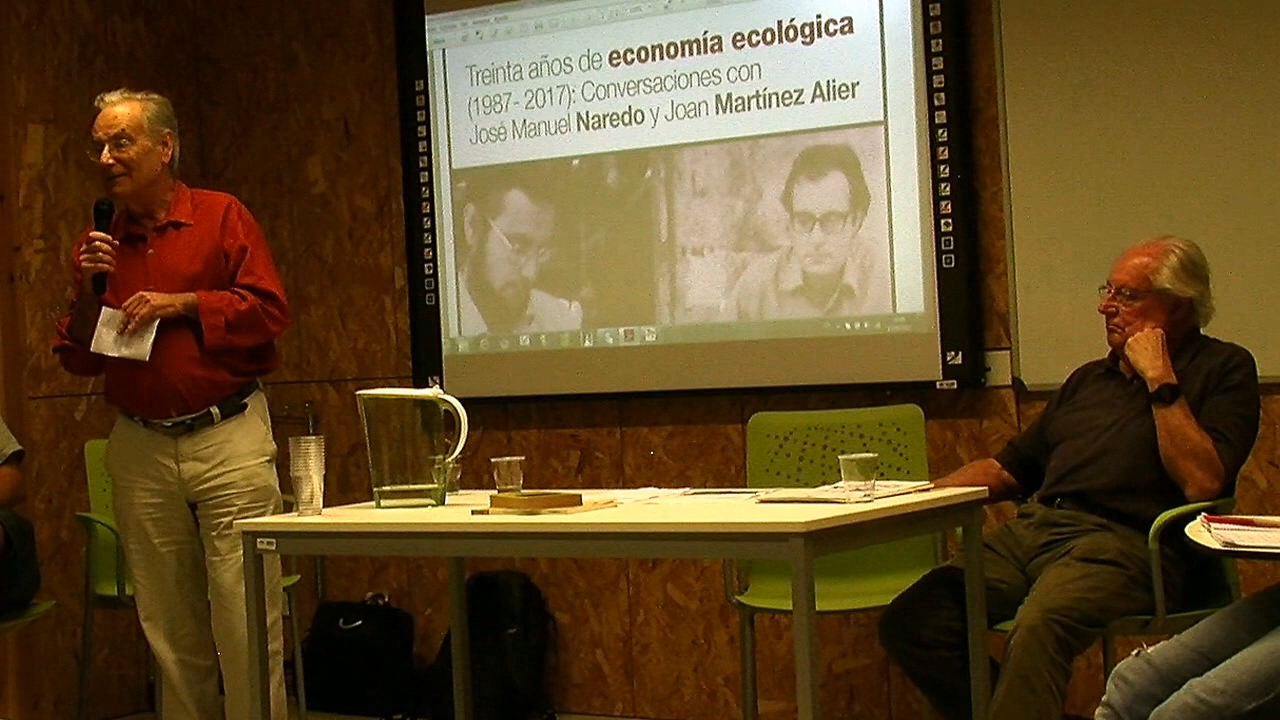 Treinta años de economía ecológica
(1987- 2017): Conversaciones con
José Manuel Naredo y Joan Martínez Alier